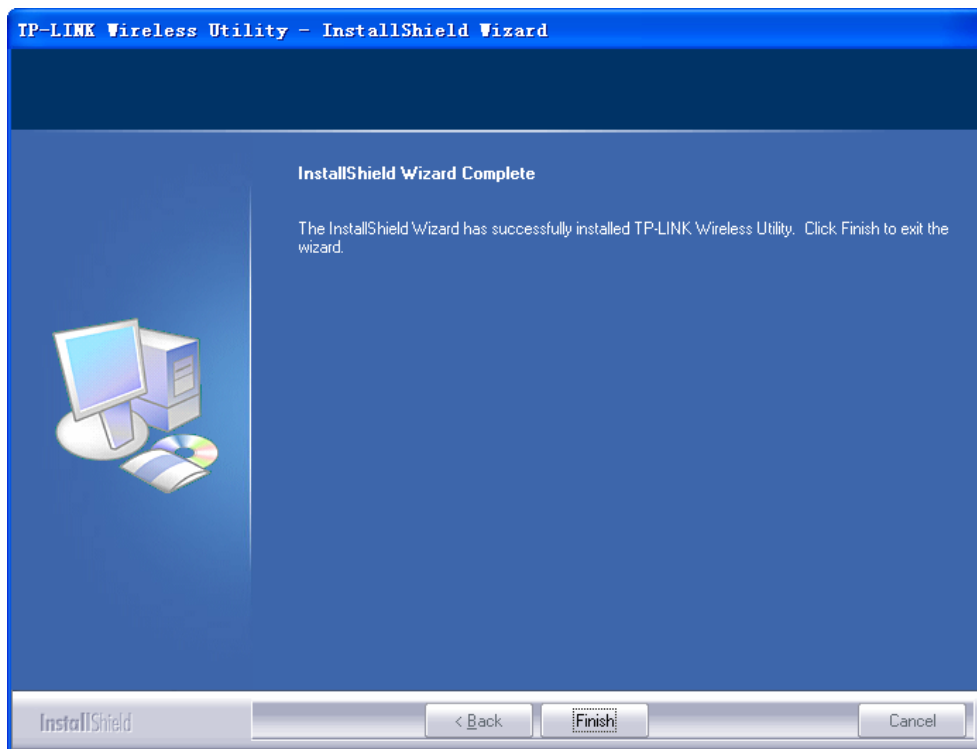 TP-LINK Wireless Utility - InstallShield Wizard
InstallShield Wizard Complete
The InstallShield Wizard has successfully installed TP-LINK Wireless Utility. Click Finish to exit the
wizard.
InstallShield
< Back
Finish
Cancel